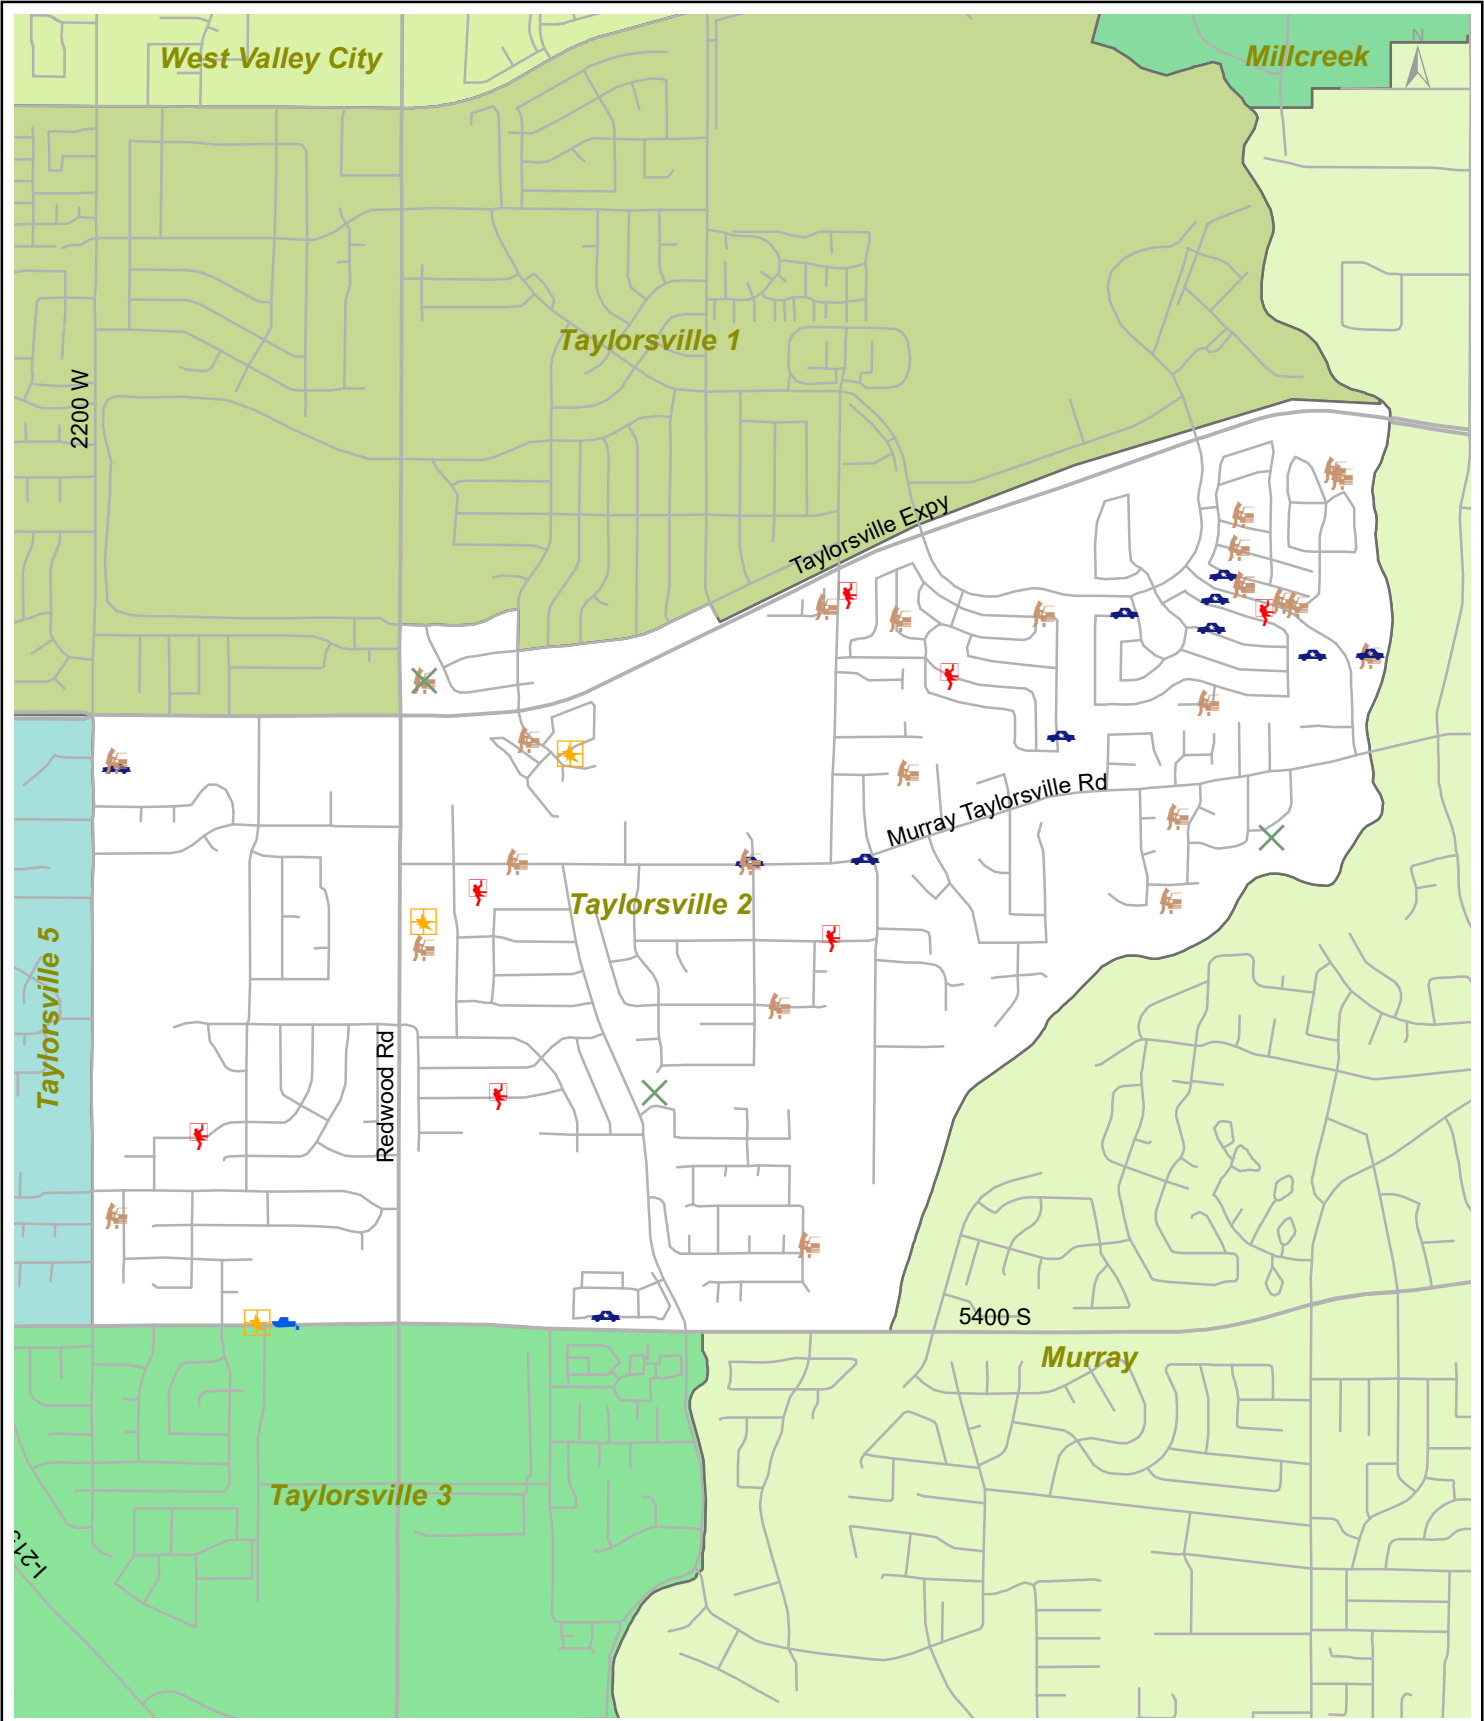 West Valley City
Millcreek
N
Taylorsville 1
2200 W
Taylorsville Expy
Murray Taylorsville Rd
Taylorsville 2
Taylorsville 5
Redwood Rd
5400 S
Murray
Taylorsville 3
I-215